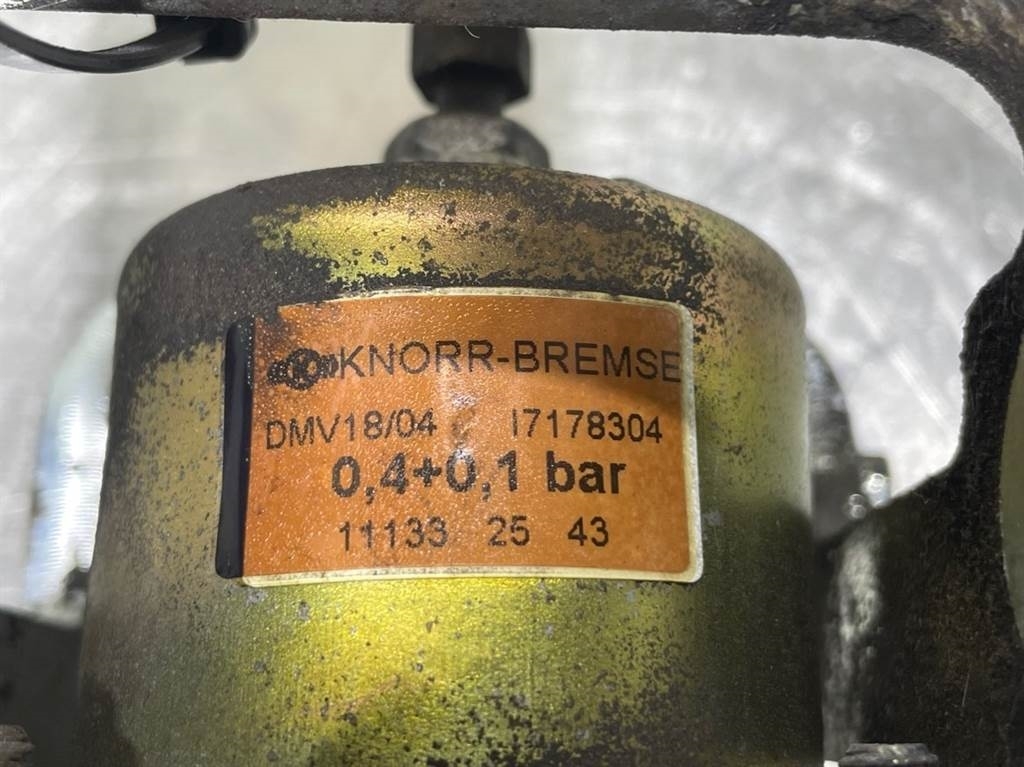 KNORR-BREMSE
DMV18/04 I7178304
0,4+0,1 bar
11133 25 43